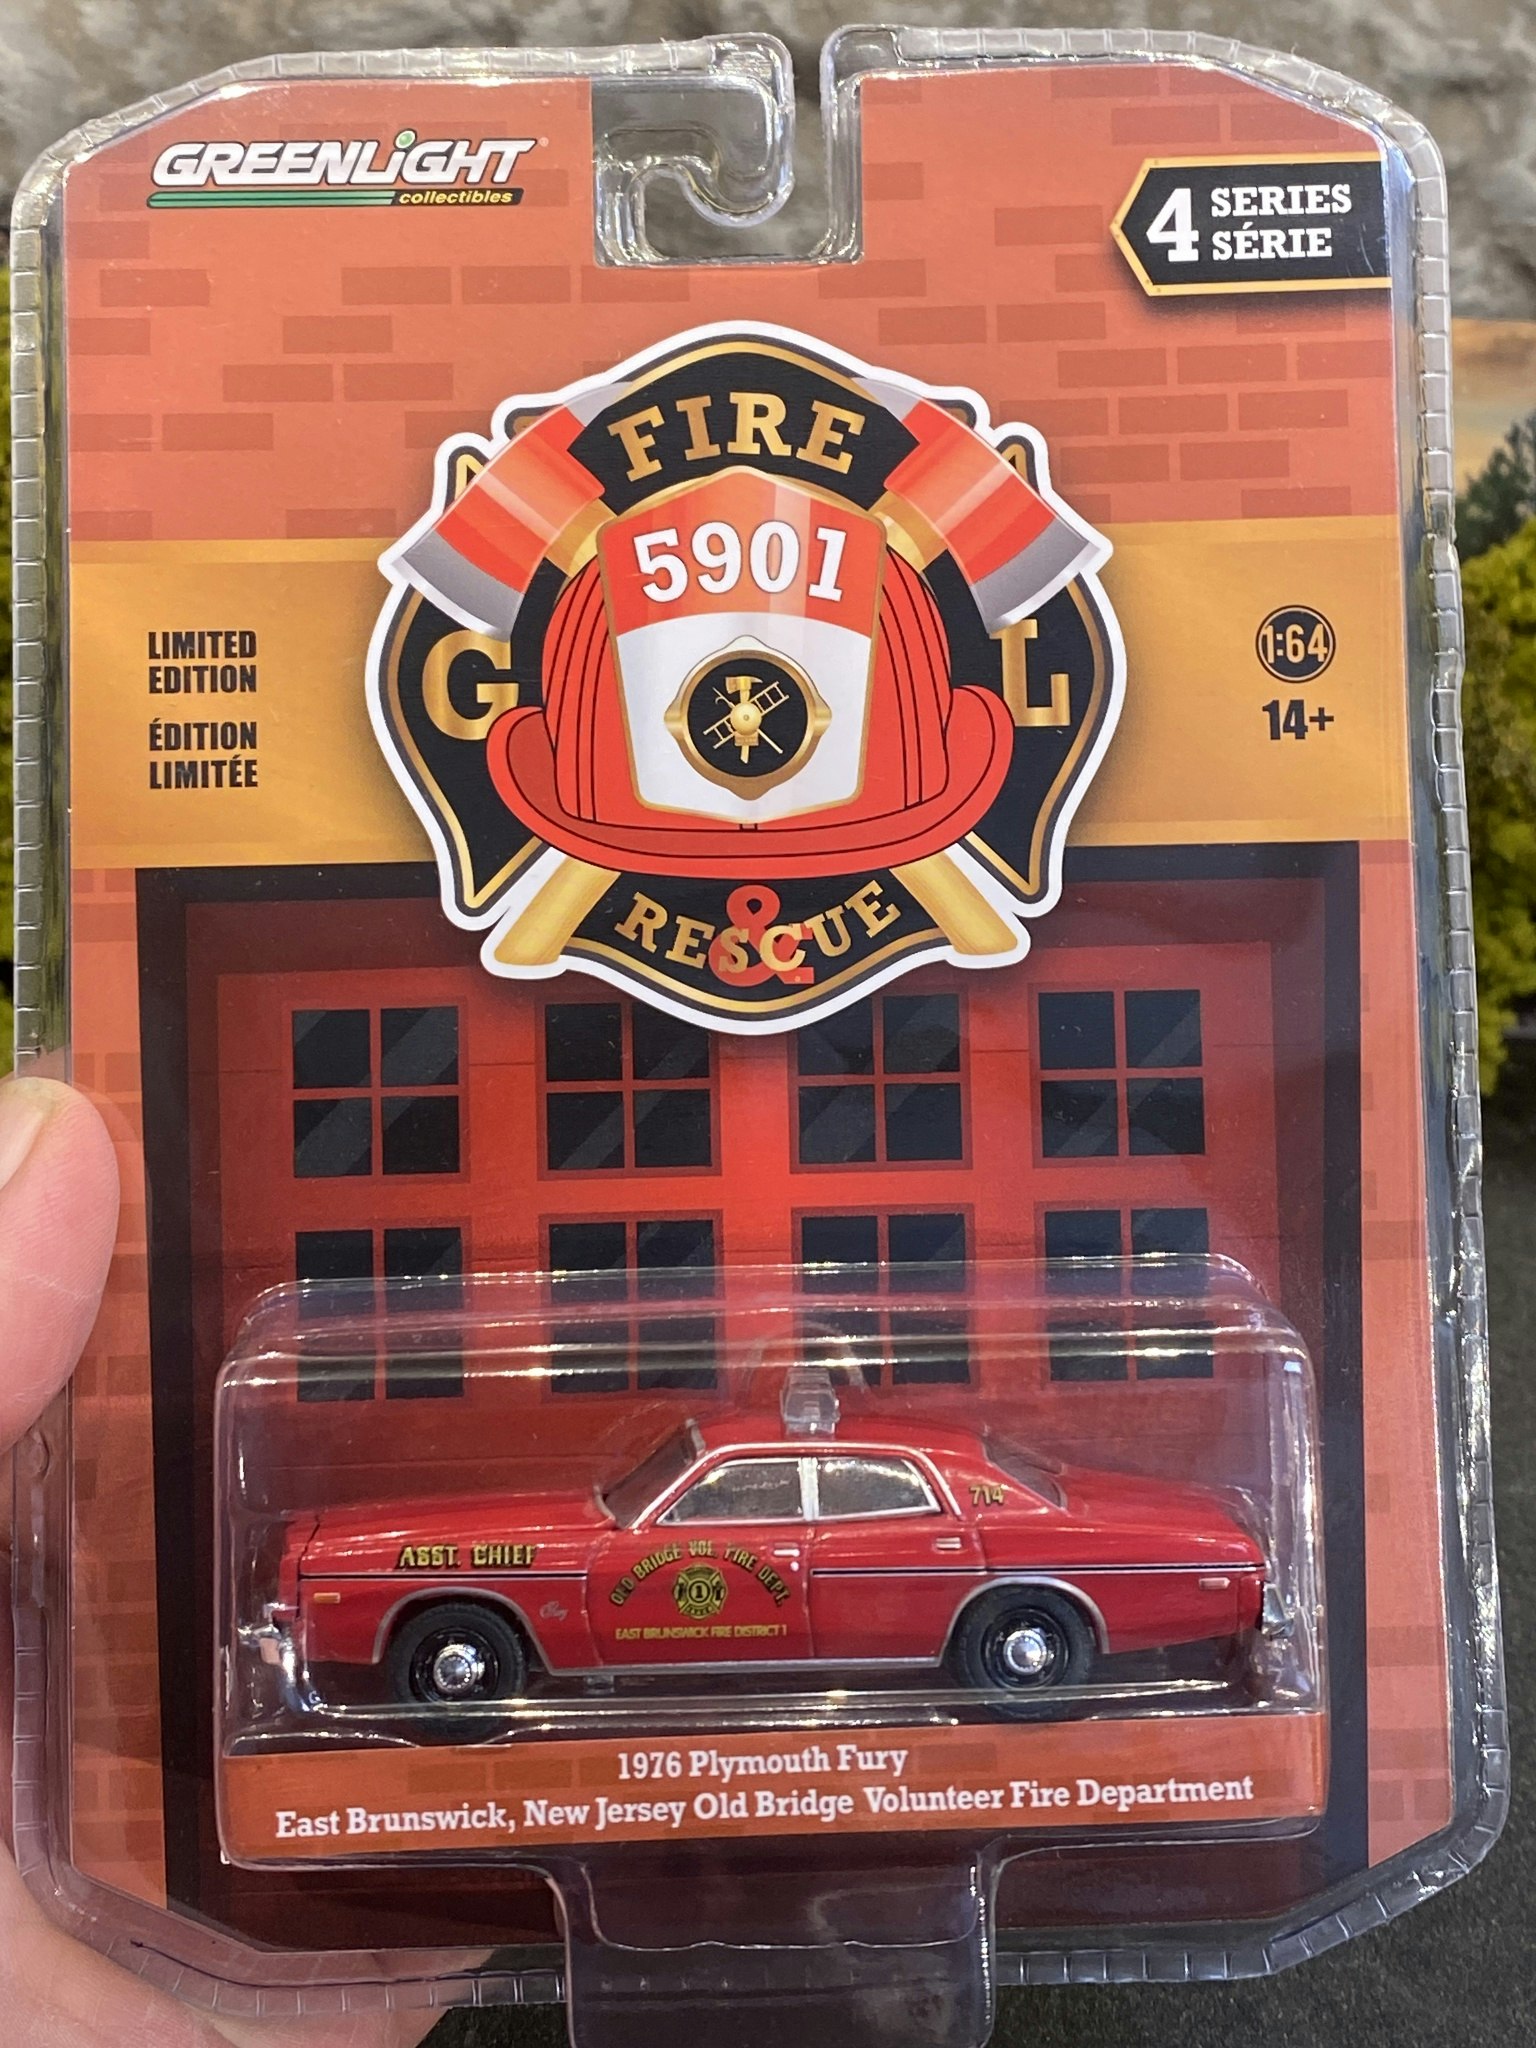 GREENLiGHT
collectibles
4 SERIES
SÉRIE
FIRE
5901
G L
LIMITED
EDITION
ÉDITION
LIMITÉE
1:64
14+
&
RESCUE
714
ASST. CHIEF
OLD BRIDGE VOL. FIRE DEPT.
1
Fury
EAST BRUNSWICK FIRE DISTRICT 1
1976 Plymouth Fury
East Brunswick, New Jersey Old Bridge Volunteer Fire Department